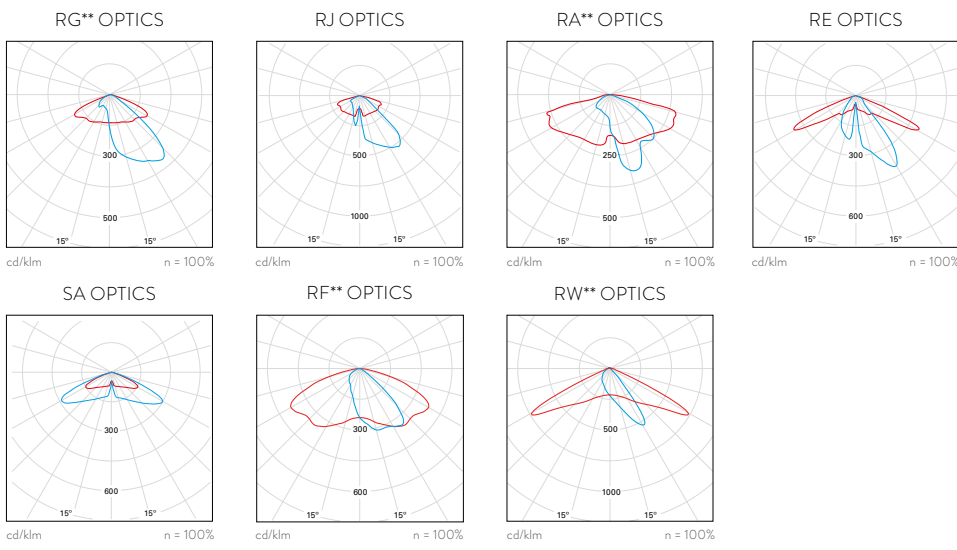 RG** OPTICS
RJ OPTICS
RA** OPTICS
RE OPTICS
300
500
15° 15°
cd/klm n = 100%
500
1000
15° 15°
cd/klm n = 100%
250
500
15° 15°
cd/klm n = 100%
300
600
15° 15°
cd/klm n = 100%
SA OPTICS
RF** OPTICS
RW** OPTICS
300
600
15° 15°
cd/klm n = 100%
300
600
15° 15°
cd/klm n = 100%
500
1000
15° 15°
cd/klm n = 100%